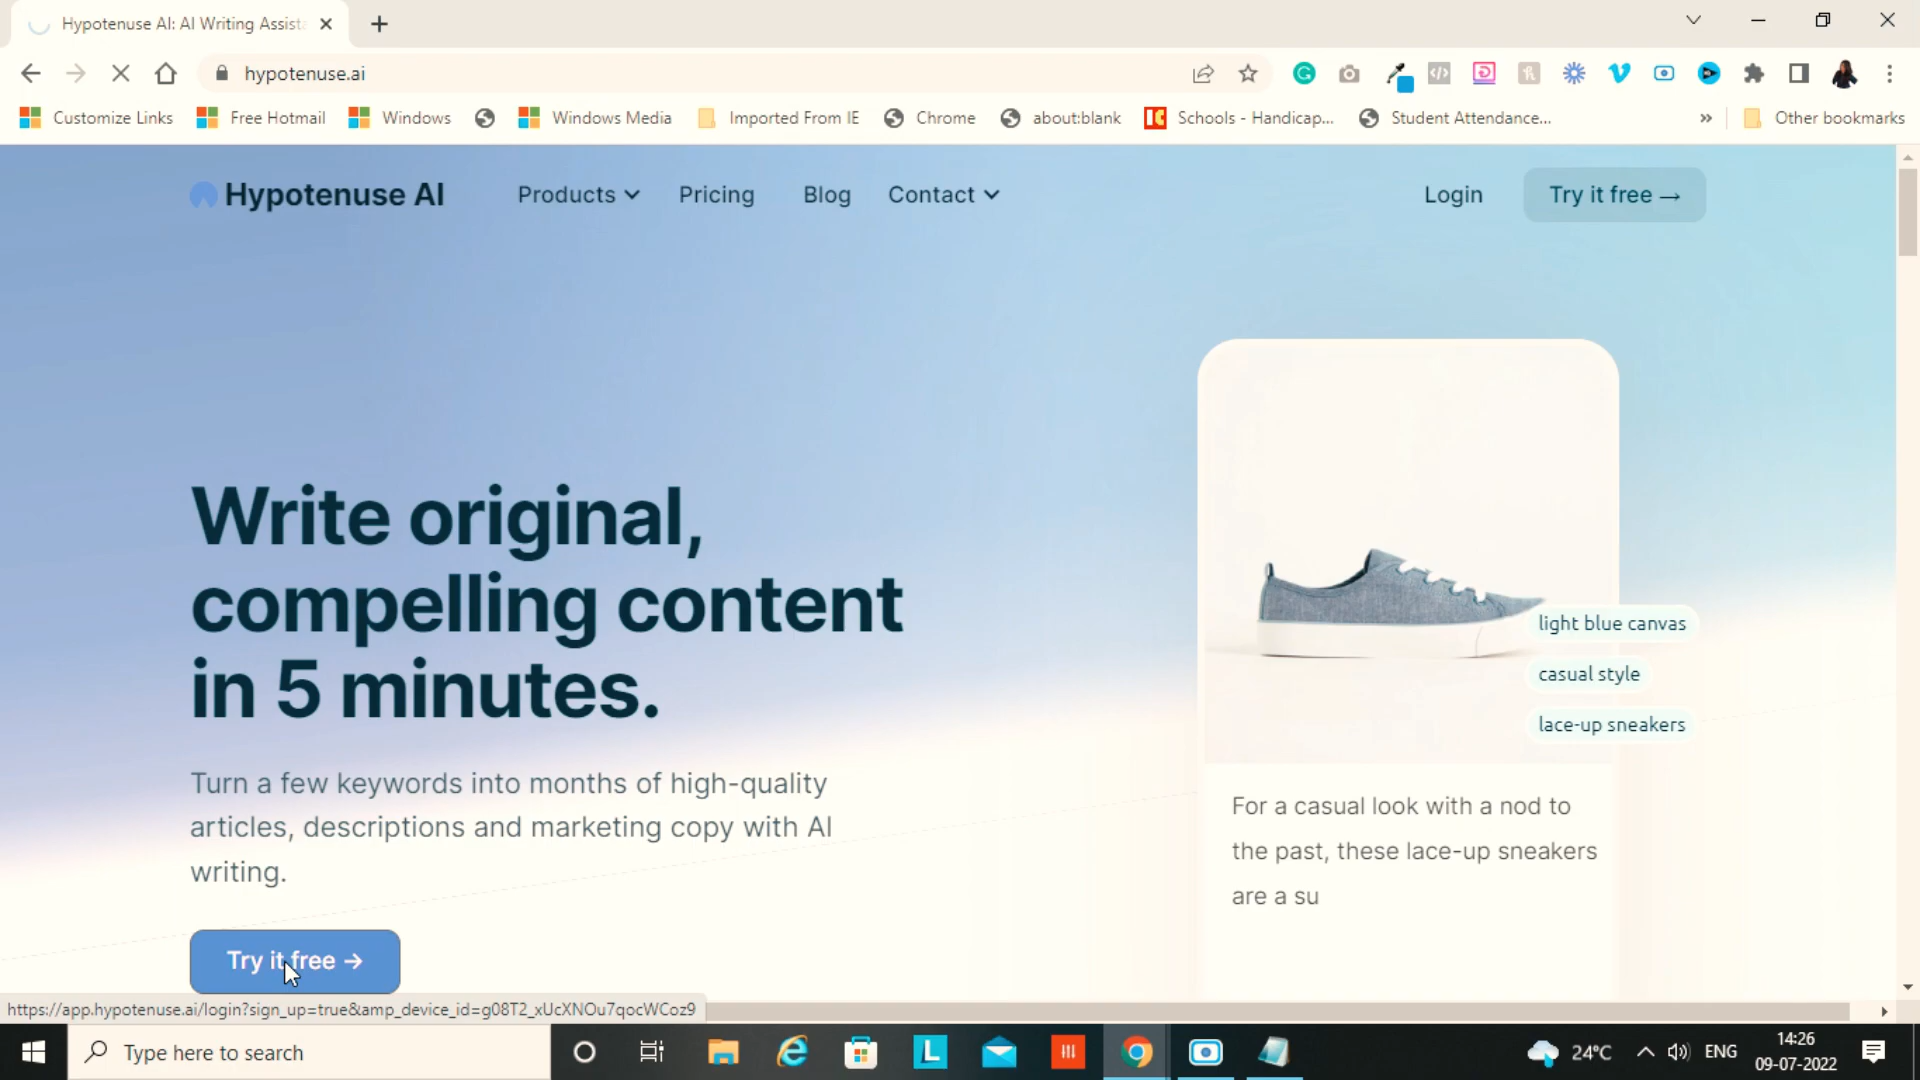 Hypotenuse AI: AI Writing Assist
hypotenuse.ai
Customize Links
Free Hotmail
Windows
Windows Media
Imported From IE
Chrome
about:blank
Schools - Handicap...
Student Attendance...
»
Other bookmarks
Hypotenuse AI
Products
Pricing
Blog
Contact
Login
Try it free →
Write original,
compelling content
in 5 minutes.
Turn a few keywords into months of high-quality
articles, descriptions and marketing copy with AI
writing.
Try it free →
light blue canvas
casual style
lace-up sneakers
For a casual look with a nod to
the past, these lace-up sneakers
are a su
https://app.hypotenuse.ai/login?sign_up=true&amp_device_id=g08T2_xUcXNOu7qocWCoz9
Type here to search
24°C
ENG
14:26
09-07-2022